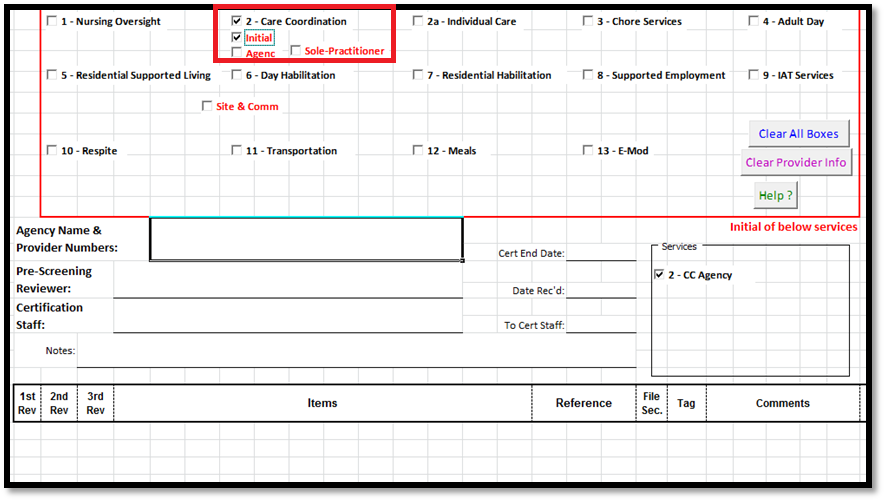 1 - Nursing Oversight
2 - Care Coordination
2a - Individual Care
3 - Chore Services
4 - Adult Day
Initial
Agenc
Sole-Practitioner
5 - Residential Supported Living
6 - Day Habilitation
7 - Residential Habilitation
8 - Supported Employment
9 - IAT Services
Site & Comm
10 - Respite
11 - Transportation
12 - Meals
13 - E-Mod
Clear All Boxes
Clear Provider Info
Help ?
Initial of below services
Agency Name &
Provider Numbers:
Cert End Date:
Services
2 - CC Agency
Pre-Screening
Reviewer:
Date Rec'd:
Certification
Staff:
To Cert Staff:
Notes:
1st
Rev
2nd
Rev
3rd
Rev
Items
Reference
File
Sec.
Tag
Comments